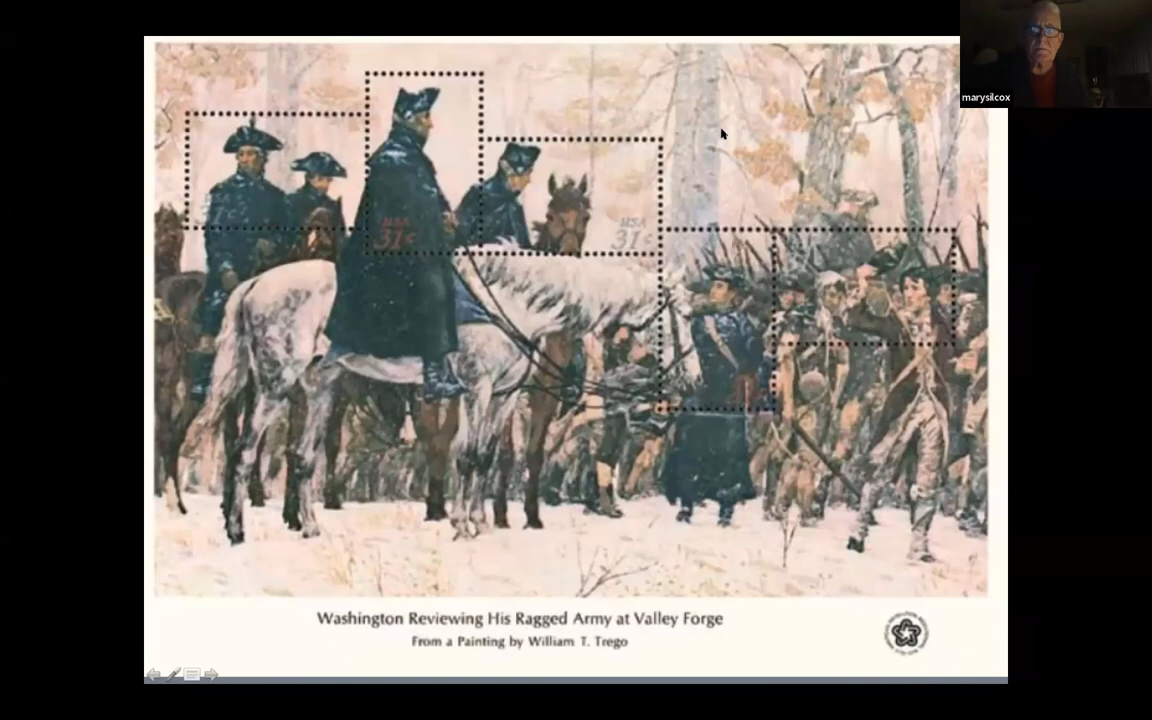 marysilcox
USA
31c
USA
31c
Washington Reviewing His Ragged Army at Valley Forge
From a Painting by William T. Trego